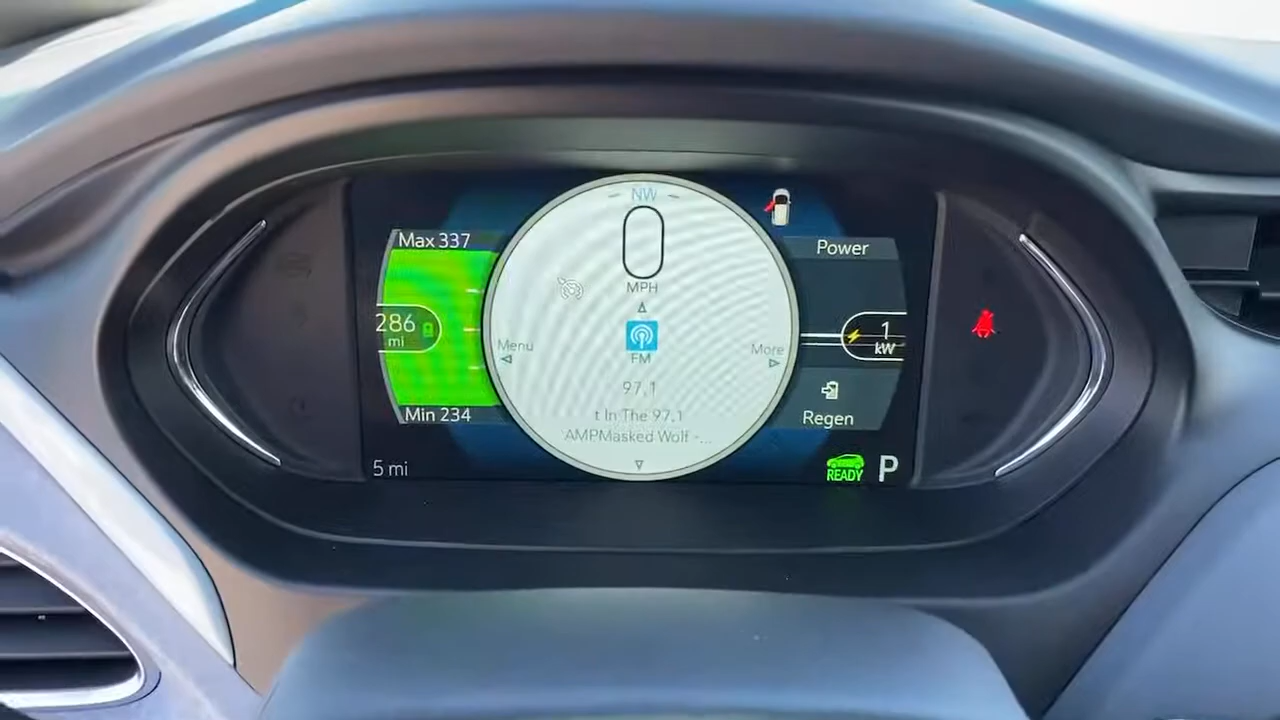 NW
Max 337
0
MPH
Power
286
mi
FM
Menu
More
1
kW
97.1
t In The 97.1
AMPMasked Wolf -...
Min 234
Regen
5 mi
READY
P